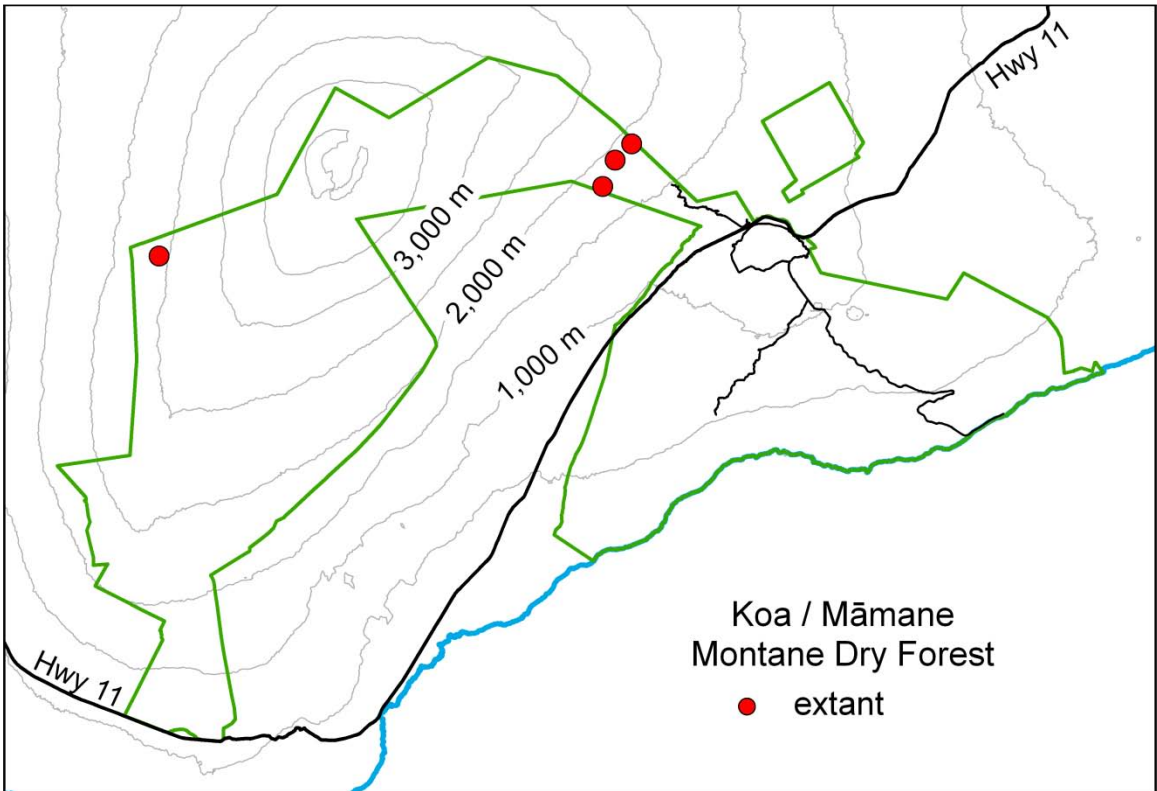 Hwy 11
3,000 m
2,000 m
1,000 m
Koa / Māmane
Montane Dry Forest
extant
Hwy 11